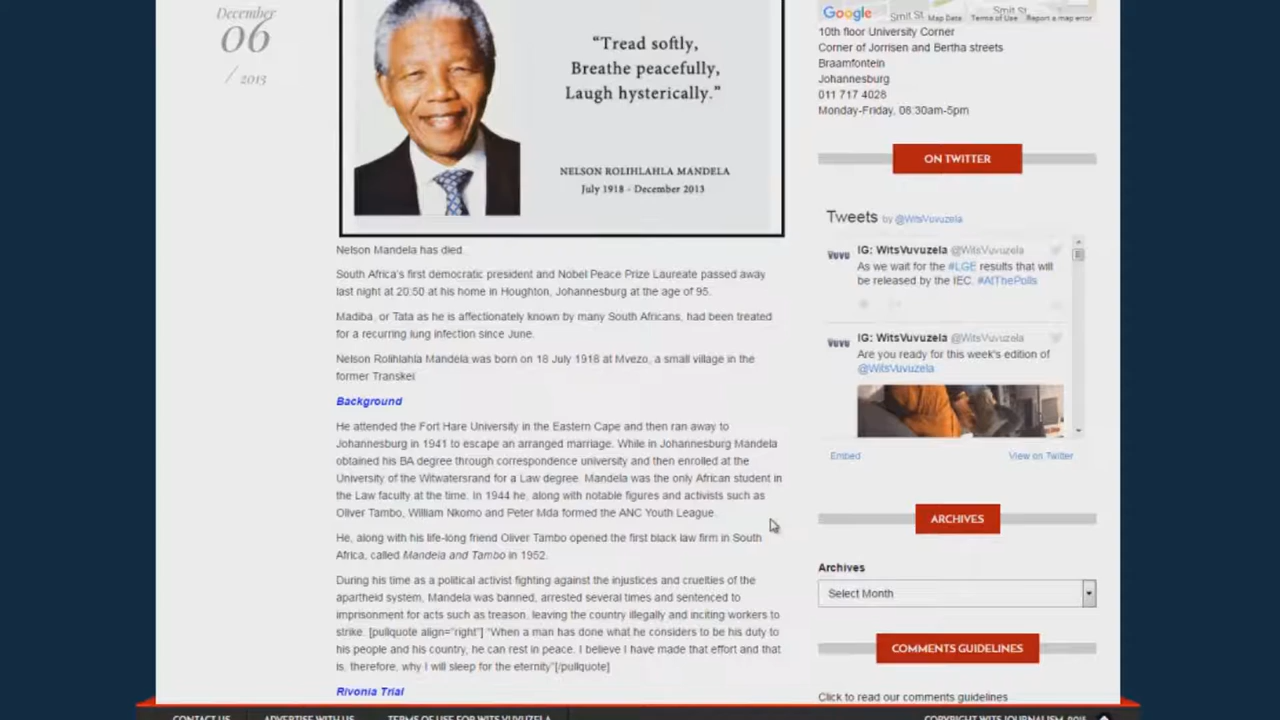 December
06
/ 2013
"Tread softly,
Breathe peacefully,
Laugh hysterically."
NELSON ROLIHLAHLA MANDELA
July 1918 - December 2013
Nelson Mandela has died.
South Africa's first democratic president and Nobel Peace Prize Laureate passed away
last night at 20:50 at his home in Houghton, Johannesburg at the age of 95.
Madiba, or Tata as he is affectionately known by many South Africans, had been treated
for a recurring lung infection since June.
Nelson Rolihlahla Mandela was born on 18 July 1918 at Mvezo, a small village in the
former Transkei.
Background
He attended the Fort Hare University in the Eastern Cape and then ran away to
Johannesburg in 1941 to escape an arranged marriage. While in Johannesburg Mandela
obtained his BA degree through correspondence university and then enrolled at the
University of the Witwatersrand for a Law degree. Mandela was the only African student in
the Law faculty at the time. In 1944 he, along with notable figures and activists such as
Oliver Tambo, William Nkomo and Peter Mda formed the ANC Youth League.
He, along with his life-long friend Oliver Tambo opened the first black law firm in South
Africa, called Mandela and Tambo in 1952.
During his time as a political activist fighting against the injustices and cruelties of the
apartheid system, Mandela was banned, arrested several times and sentenced to
imprisonment for acts such as treason, leaving the country illegally and inciting workers to
strike. [pullquote align="right"] "When a man has done what he considers to be his duty to
his people and his country, he can rest in peace. I believe I have made that effort and that
is, therefore, why I will sleep for the eternity"[/pullquote]
Rivonia Trial
Google
Smit St
Smit St
Map Data Terms of Use Report a map error
10th floor University Corner
Corner of Jorrisen and Bertha streets
Braamfontein
Johannesburg
011 717 4028
Monday-Friday, 08:30am-5pm
ON TWITTER
Tweets by @WitsVuvuzela
Vuvu
IG: WitsVuvuzela @WitsVuvuzela
As we wait for the #LGE results that will
be released by the IEC. #AtThePolls
Vuvu
IG: WitsVuvuzela @WitsVuvuzela
Are you ready for this week's edition of
@WitsVuvuzela
Embed View on Twitter
ARCHIVES
Archives
Select Month
COMMENTS GUIDELINES
Click to read our comments guidelines
CONTACT US ADVERTISE WITH US TERMS OF USE FOR WITS VUVUZELA COPYRIGHT WITS JOURNALISM 2015